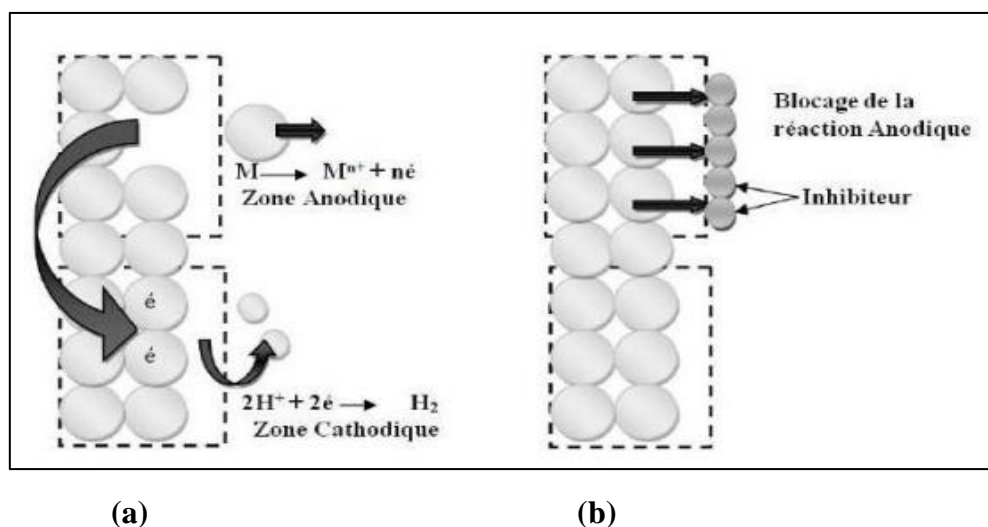 M → Mⁿ⁺ + né
Zone Anodique
é
é
2H⁺ + 2é → H₂
Zone Cathodique
Blocage de la
réaction Anodique
Inhibiteur
(a)
(b)